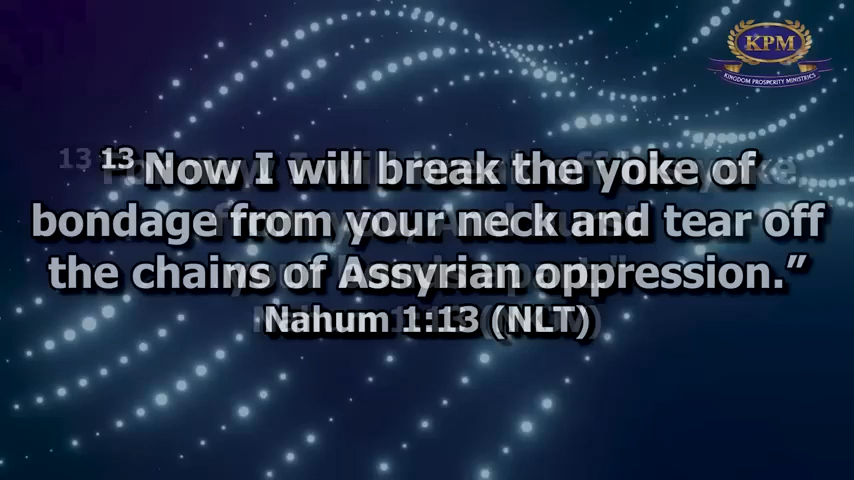 KPM
KINGDOM PROSPERITY MINISTRIES
13 Now I will break the yoke of
bondage from your neck and tear off
the chains of Assyrian oppression.”
Nahum 1:13 (NLT)